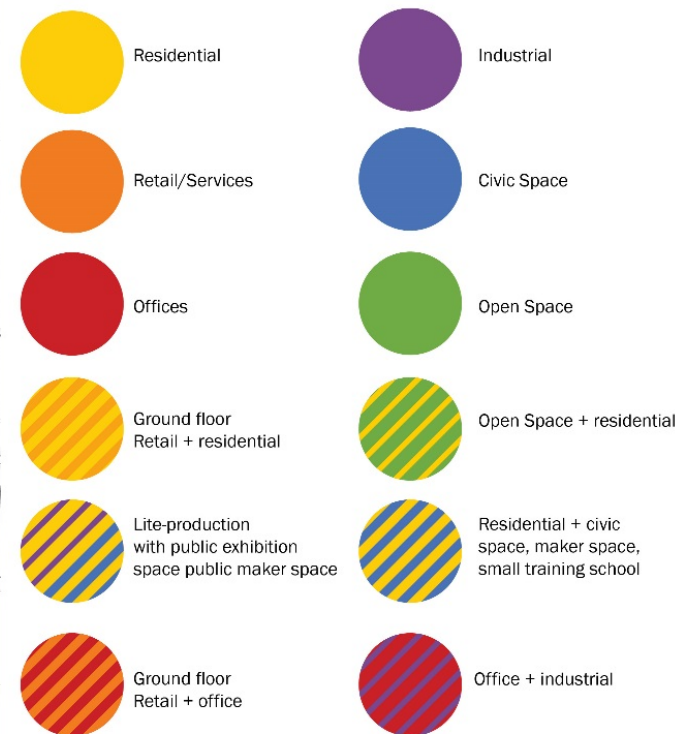 Residential
Industrial
Retail/Services
Civic Space
Offices
Open Space
Ground floor
Retail + residential
Open Space + residential
Lite-production
with public exhibition
space public maker space
Residential + civic
space, maker space,
small training school
Ground floor
Retail + office
Office + industrial